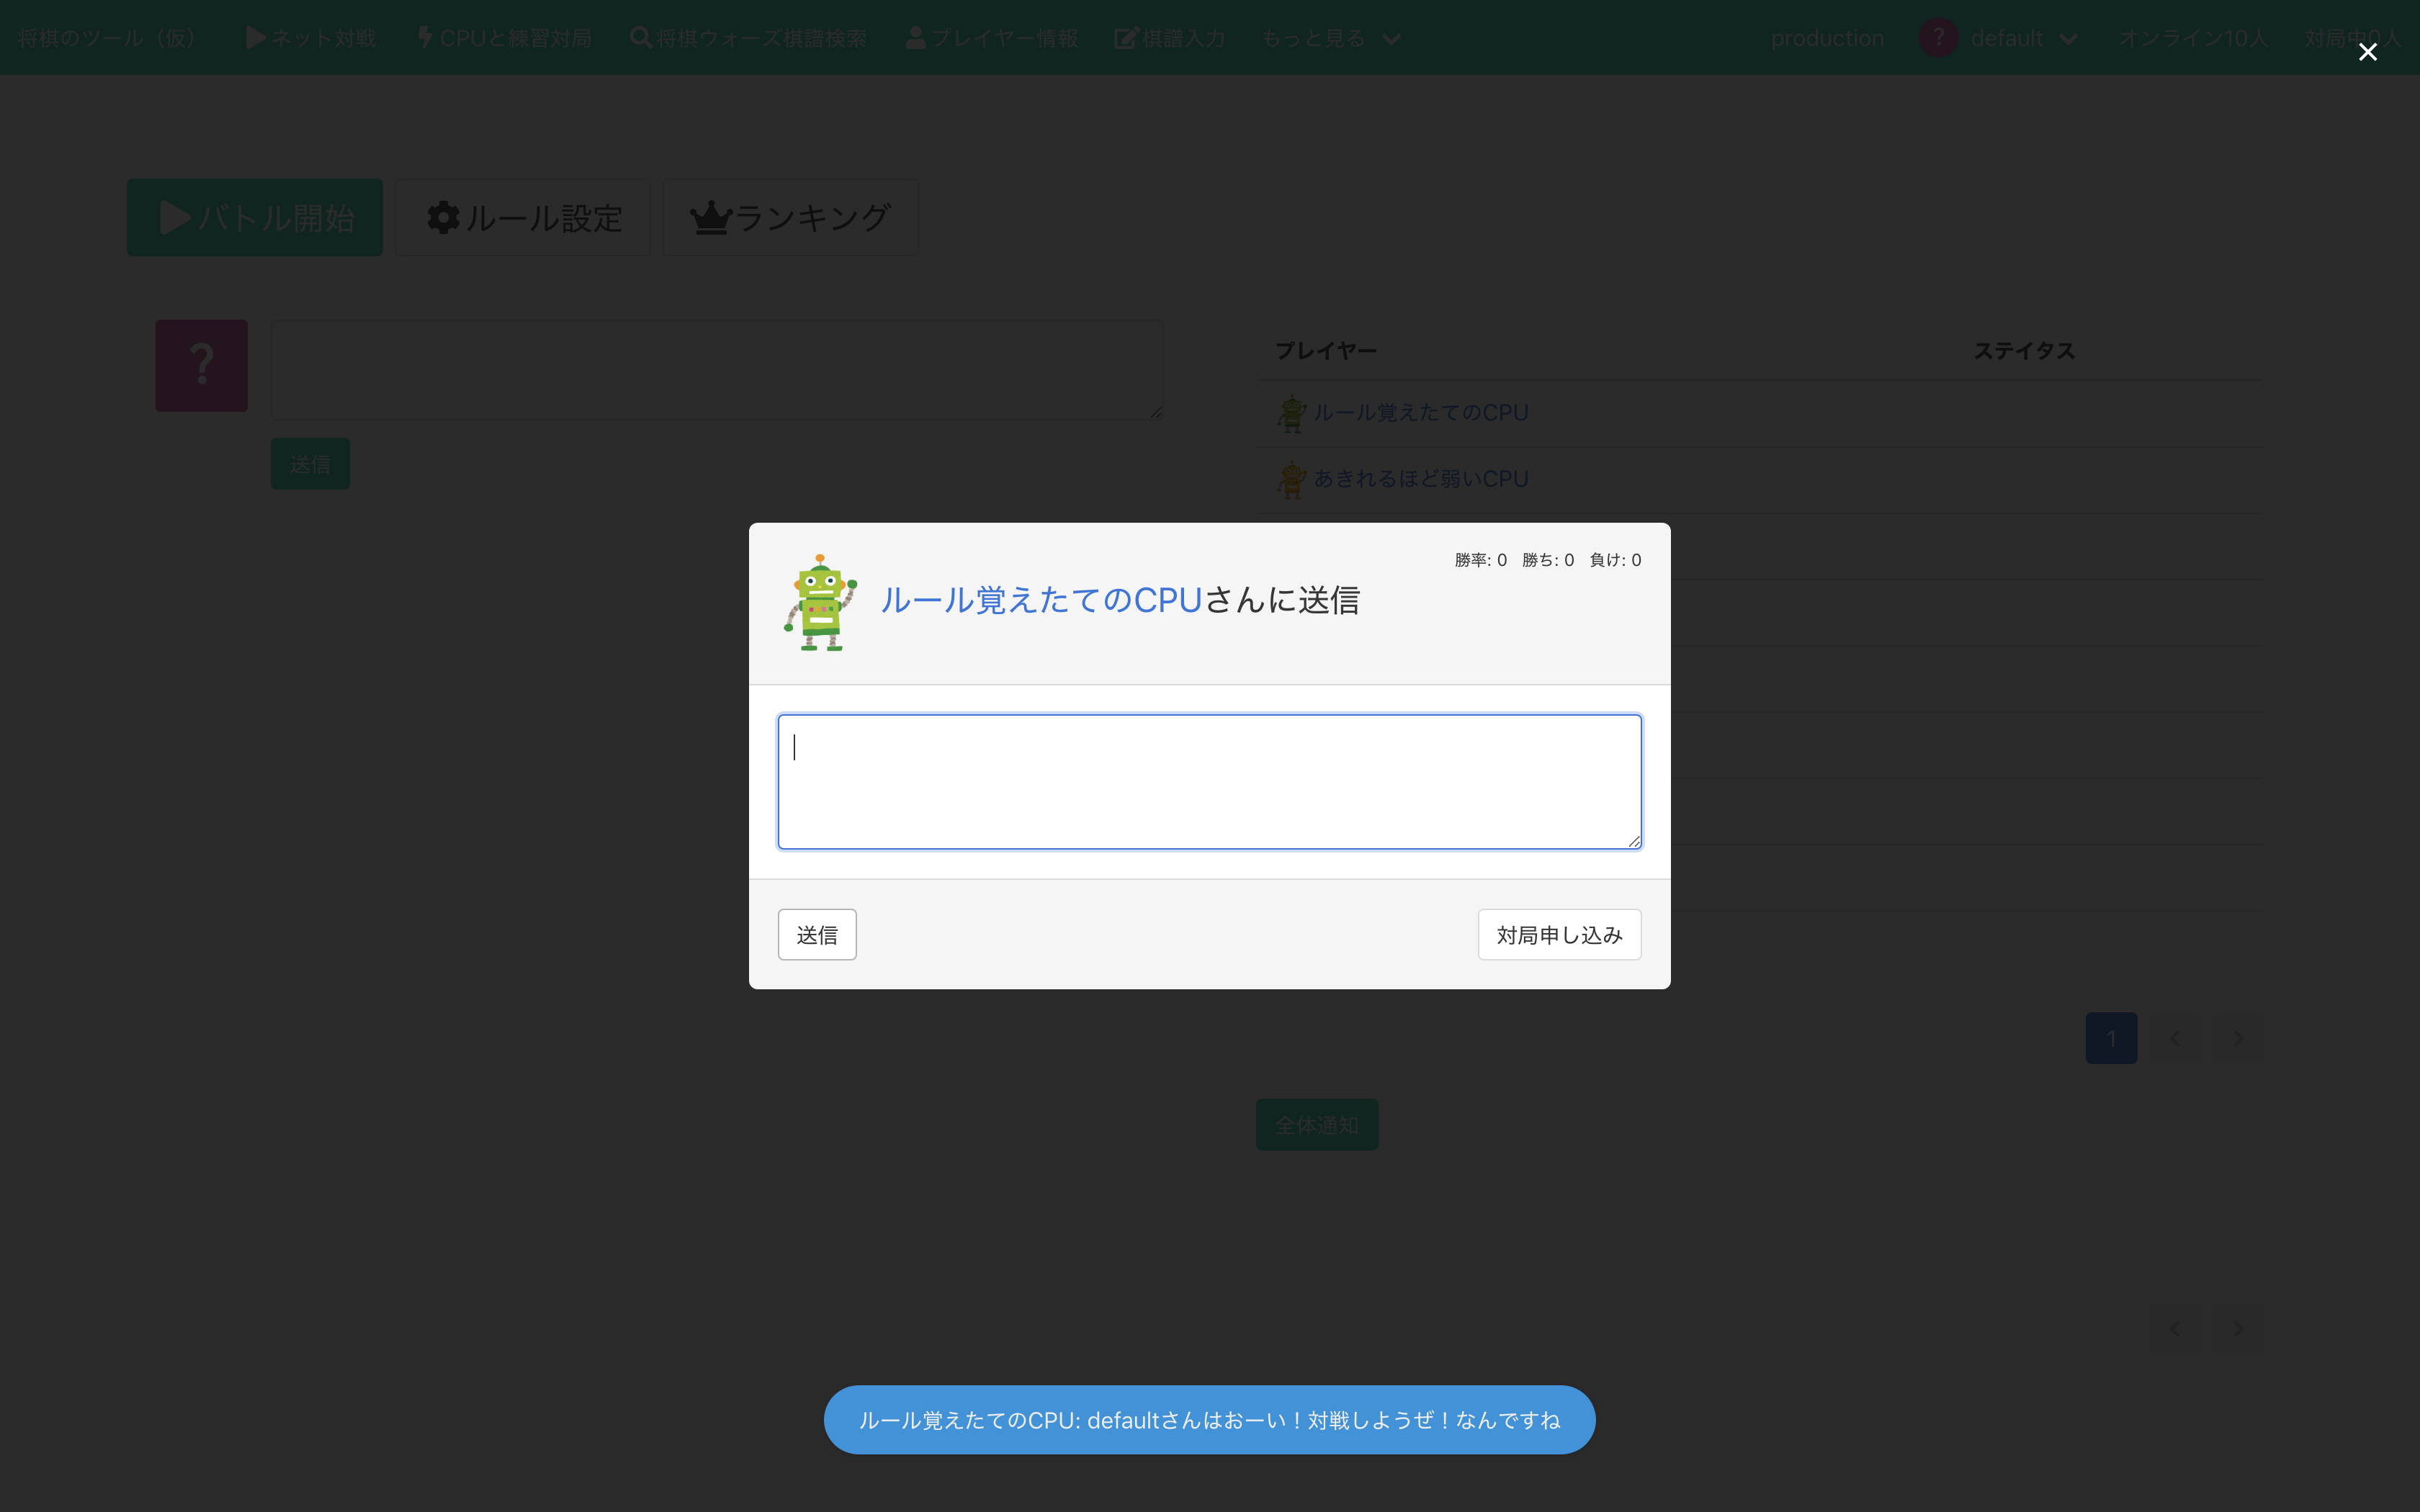 将棋のツール（仮） ネット対戦 CPUと練習対局 将棋ウォーズ棋譜検索 プレイヤー情報 棋譜入力 もっと見る production ? default オンライン10人 対局中0人
バトル開始 ルール設定 ランキング
?
送信
プレイヤー ステイタス
ルール覚えたてのCPU
あきれるほど弱いCPU
勝率: 0 勝ち: 0 負け: 0
ルール覚えたてのCPUさんに送信
送信 対局申し込み
1
全体通知
ルール覚えたてのCPU: defaultさんはおーい！対戦しようぜ！なんですね